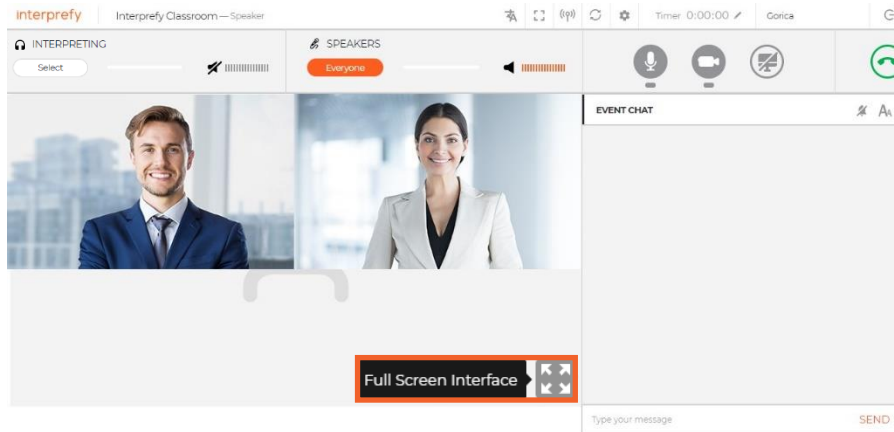 interprefy
Interprefy Classroom — Speaker
Timer 0:00:00
Gorica
INTERPRETING
Select
SPEAKERS
Everyone
EVENT CHAT
AA
Full Screen Interface
Type your message
SEND